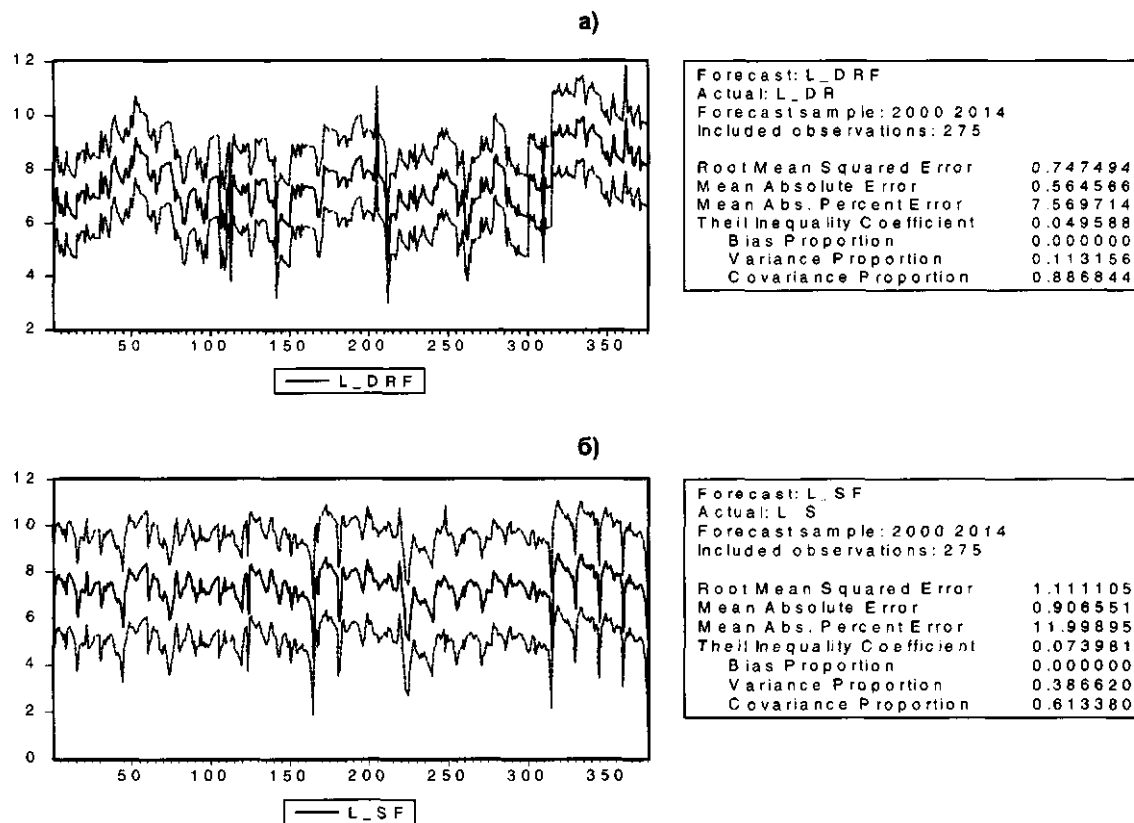 а)
12
10
8
6
4
2
50 100 150 200 250 300 350
L_DRF
Forecast: L_DRF
Actual: L_DR
Forecast sample: 2000 2014
Included observations: 275
Root Mean Squared Error 0.747494
Mean Absolute Error 0.564566
Mean Abs. Percent Error 7.569714
Theil Inequality Coefficient 0.049588
Bias Proportion 0.000000
Variance Proportion 0.113156
Covariance Proportion 0.886844
б)
12
10
8
6
4
2
0
50 100 150 200 250 300 350
L_SF
Forecast: L_SF
Actual: L_S
Forecast sample: 2000 2014
Included observations: 275
Root Mean Squared Error 1.111105
Mean Absolute Error 0.906551
Mean Abs. Percent Error 11.99895
Theil Inequality Coefficient 0.073981
Bias Proportion 0.000000
Variance Proportion 0.386620
Covariance Proportion 0.613380